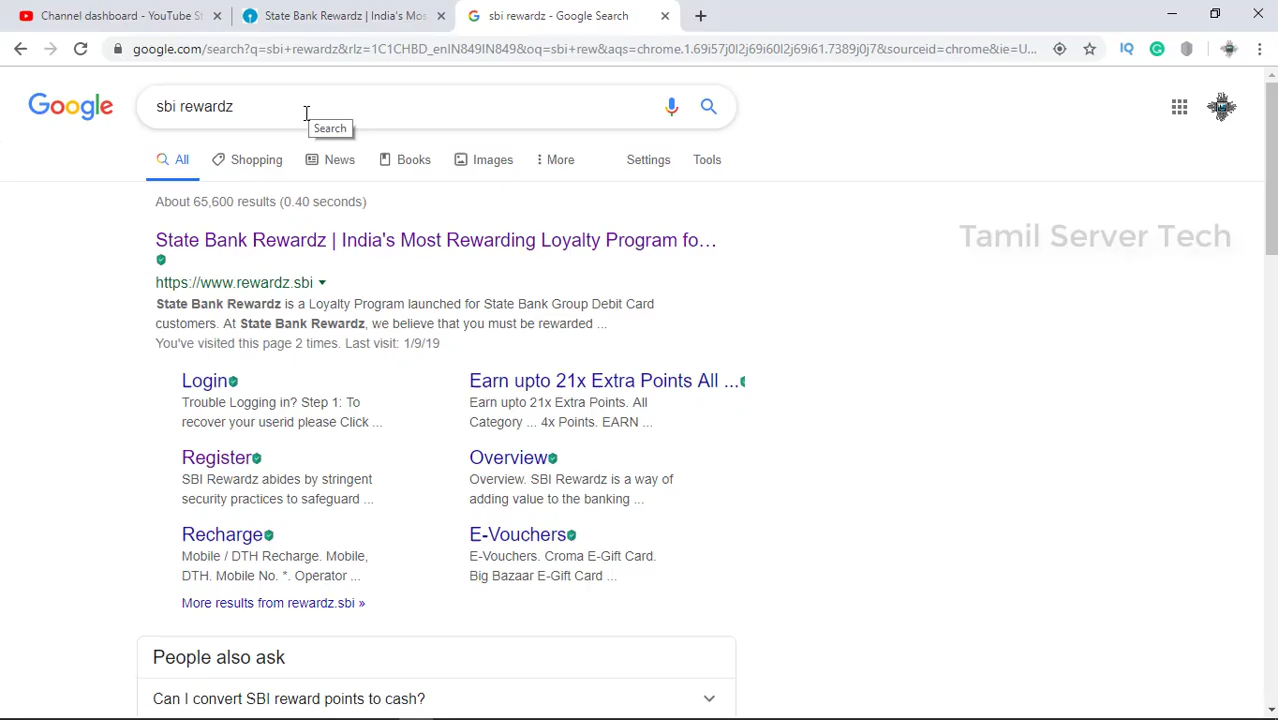 Channel dashboard - YouTube St
State Bank Rewardz | India's Most
sbi rewardz - Google Search
google.com/search?q=sbi+rewardz&rlz=1C1CHBD_enIN849IN849&oq=sbi+rew&aqs=chrome.1.69i57j0l2j69i60l2j69i61.7389j0j7&sourceid=chrome&ie=U...
IQ
Google
sbi rewardz
Search
All
Shopping
News
Books
Images
More
Settings
Tools
About 65,600 results (0.40 seconds)
Tamil Server Tech
State Bank Rewardz | India's Most Rewarding Loyalty Program fo...
https://www.rewardz.sbi
State Bank Rewardz is a Loyalty Program launched for State Bank Group Debit Card
customers. At State Bank Rewardz, we believe that you must be rewarded ...
You've visited this page 2 times. Last visit: 1/9/19
Login
Trouble Logging in? Step 1: To
recover your userid please Click ...
Earn upto 21x Extra Points All ...
Earn upto 21x Extra Points. All
Category ... 4x Points. EARN ...
Register
SBI Rewardz abides by stringent
security practices to safeguard ...
Overview
Overview. SBI Rewardz is a way of
adding value to the banking ...
Recharge
Mobile / DTH Recharge. Mobile,
DTH. Mobile No. *. Operator ...
E-Vouchers
E-Vouchers. Croma E-Gift Card.
Big Bazaar E-Gift Card ...
More results from rewardz.sbi »
People also ask
Can I convert SBI reward points to cash?